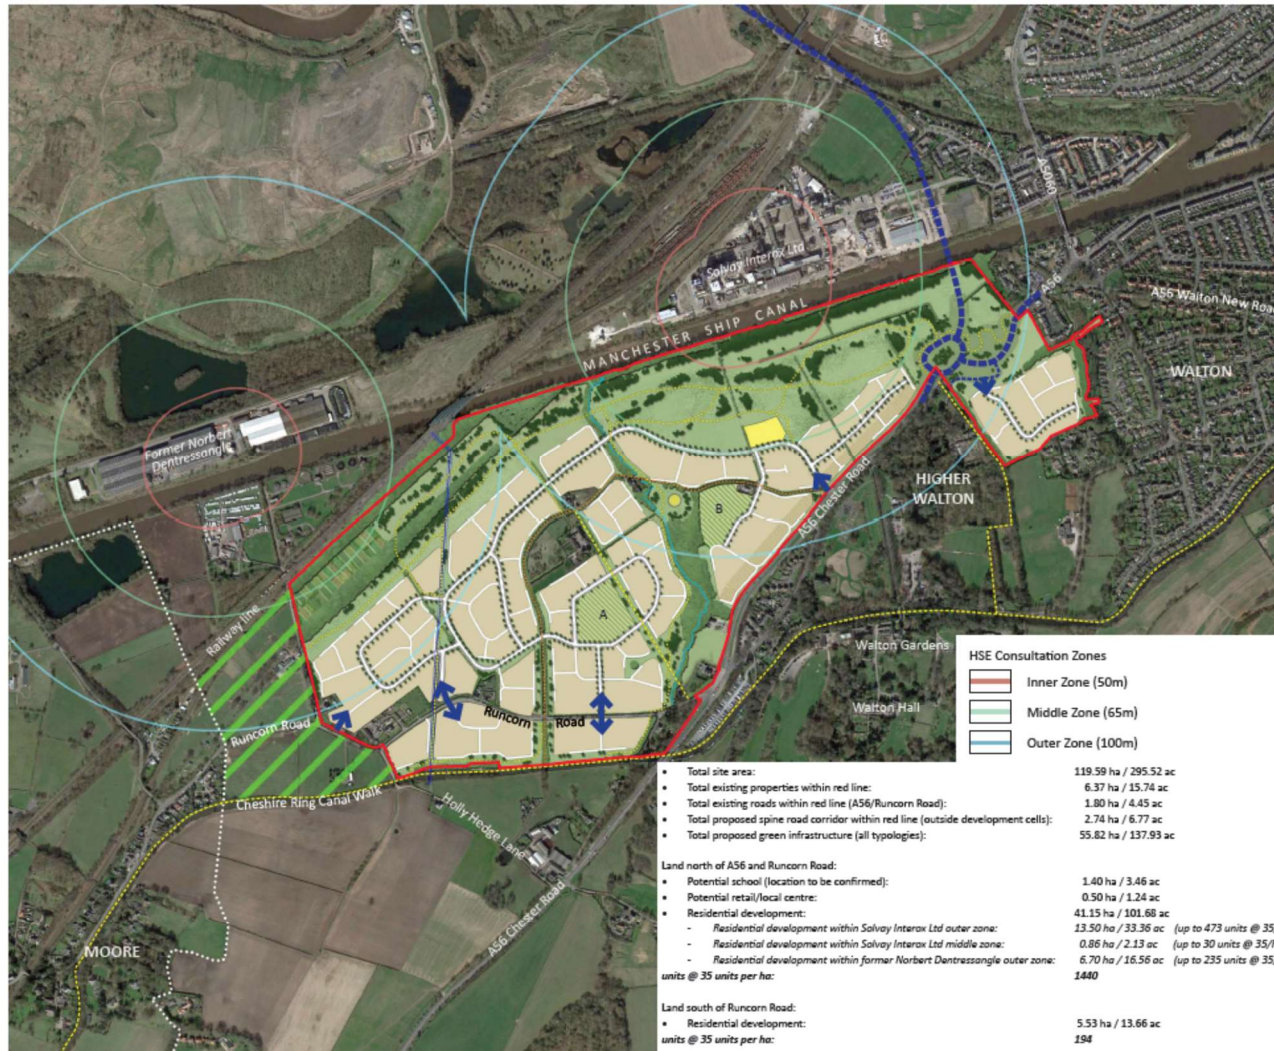 A5060
Solvay Interox Ltd
MANCHESTER SHIP CANAL
A56
A56 Walton New Road
WALTON
Former Norbert
Dentressangle
HIGHER
WALTON
A56 Chester Road
B
A
Railway line
Walton Gardens
Walton Hall
Runcorn Road
Runcorn Road
Cheshire Ring Canal Walk
Holly Hedge Lane
A56 Chester Road
MOORE
HSE Consultation Zones
Inner Zone (50m)
Middle Zone (65m)
Outer Zone (100m)
• Total site area: 119.59 ha / 295.52 ac
• Total existing properties within red line: 6.37 ha / 15.74 ac
• Total existing roads within red line (A56/Runcorn Road): 1.80 ha / 4.45 ac
• Total proposed spine road corridor within red line (outside development cells): 2.74 ha / 6.77 ac
• Total proposed green infrastructure (all typologies): 55.82 ha / 137.93 ac
Land north of A56 and Runcorn Road:
• Potential school (location to be confirmed): 1.40 ha / 3.46 ac
• Potential retail/local centre: 0.50 ha / 1.24 ac
• Residential development: 41.15 ha / 101.68 ac
- Residential development within Solvay Interox Ltd outer zone: 13.50 ha / 33.36 ac (up to 473 units @ 35/
- Residential development within Solvay Interox Ltd middle zone: 0.86 ha / 2.13 ac (up to 30 units @ 35/
- Residential development within former Norbert Dentressangle outer zone: 6.70 ha / 16.56 ac (up to 235 units @ 35/
units @ 35 units per ha: 1440
Land south of Runcorn Road:
• Residential development: 5.53 ha / 13.66 ac
units @ 35 units per ha: 194